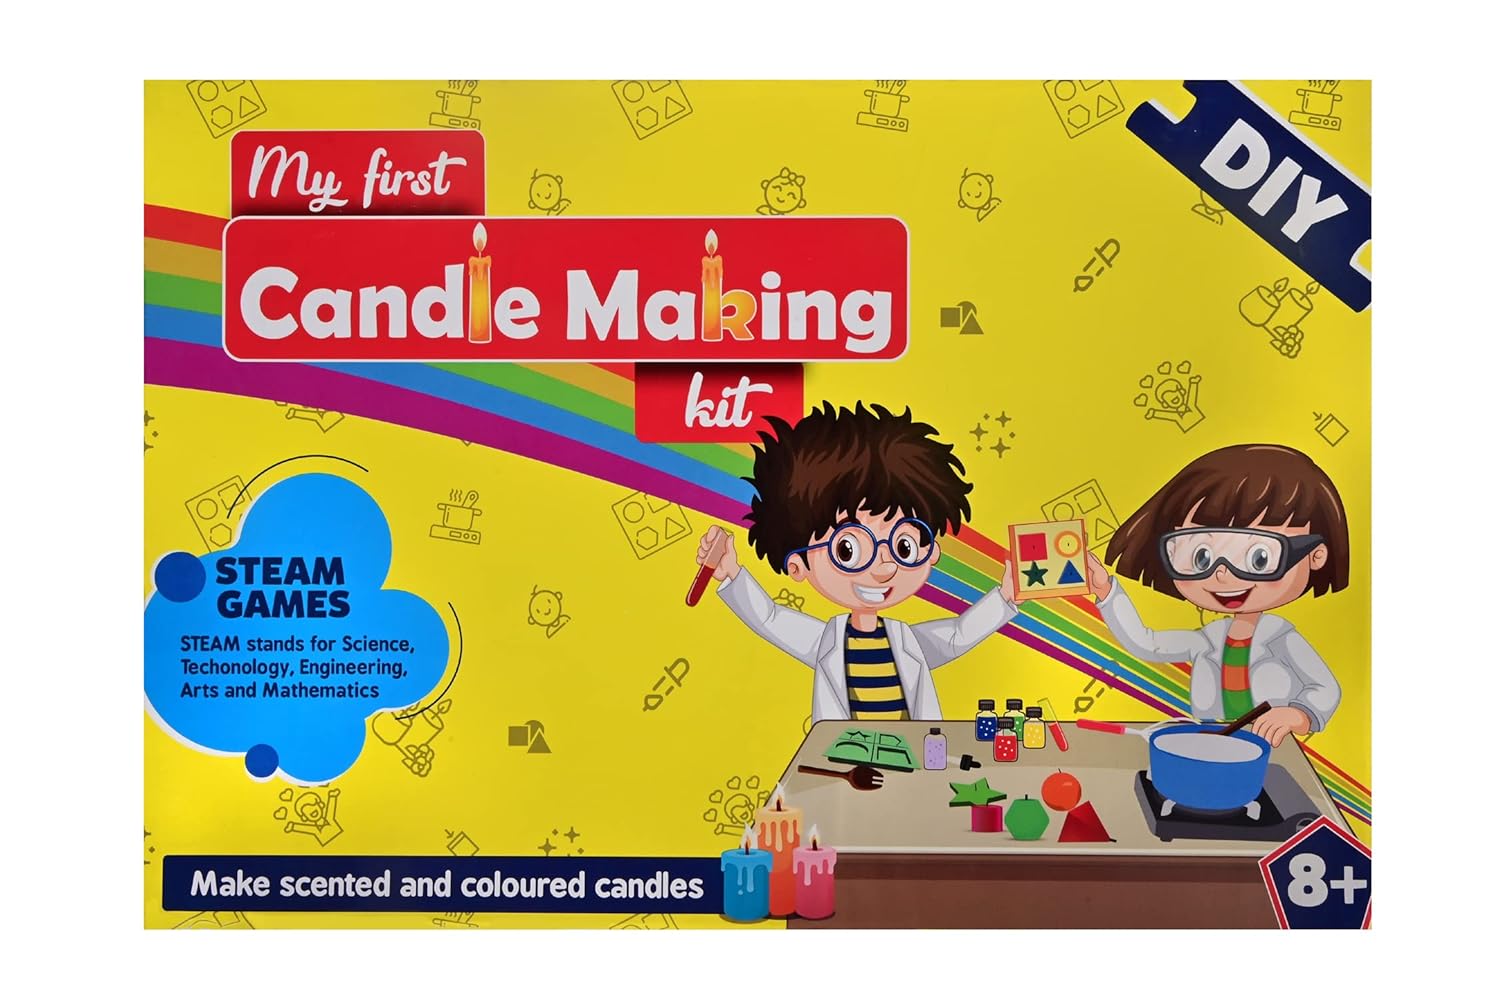 My first
Candle Making
kit
DIY
STEAM
GAMES
STEAM stands for Science,
Techonology, Engineering,
Arts and Mathematics
Make scented and coloured candles
8+